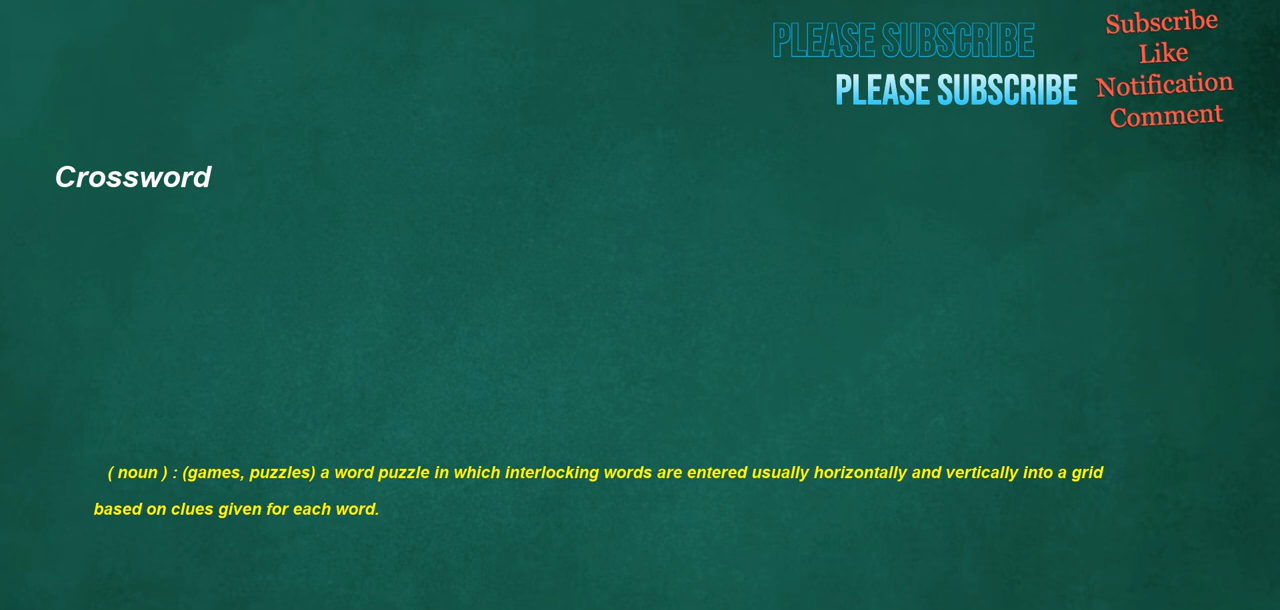 PLEASE SUBSCRIBE
PLEASE SUBSCRIBE
Subscribe
Like
Notification
Comment
Crossword
( noun ) : (games, puzzles) a word puzzle in which interlocking words are entered usually horizontally and vertically into a grid
based on clues given for each word.